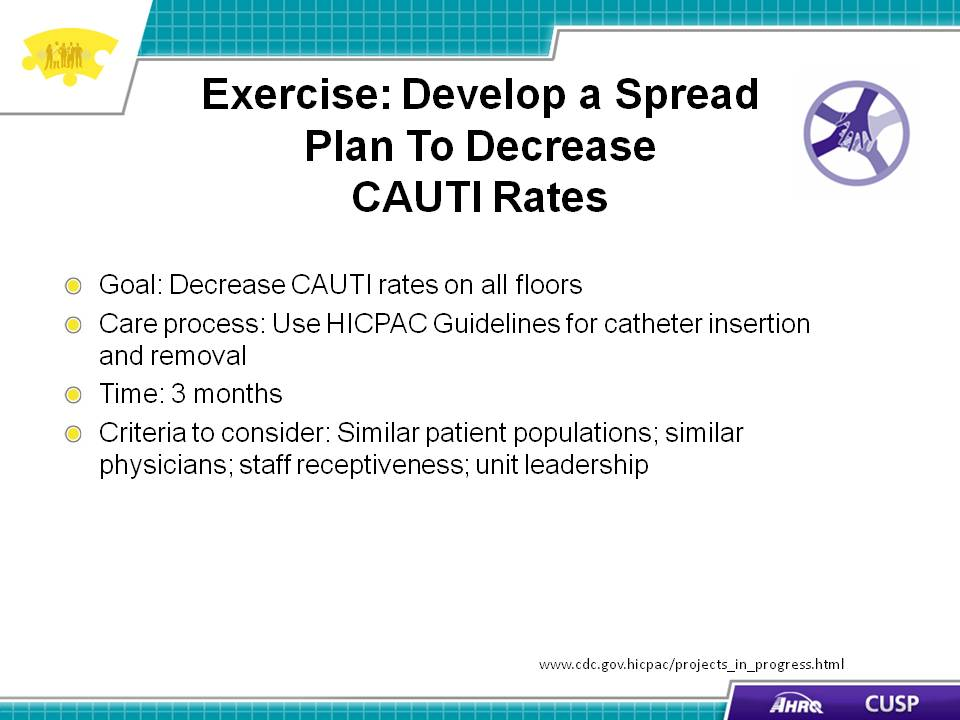 Exercise: Develop a Spread
Plan To Decrease
CAUTI Rates
Goal: Decrease CAUTI rates on all floors
Care process: Use HICPAC Guidelines for catheter insertion
and removal
Time: 3 months
Criteria to consider: Similar patient populations; similar
physicians; staff receptiveness; unit leadership
www.cdc.gov.hicpac/projects_in_progress.html
AHRQ CUSP